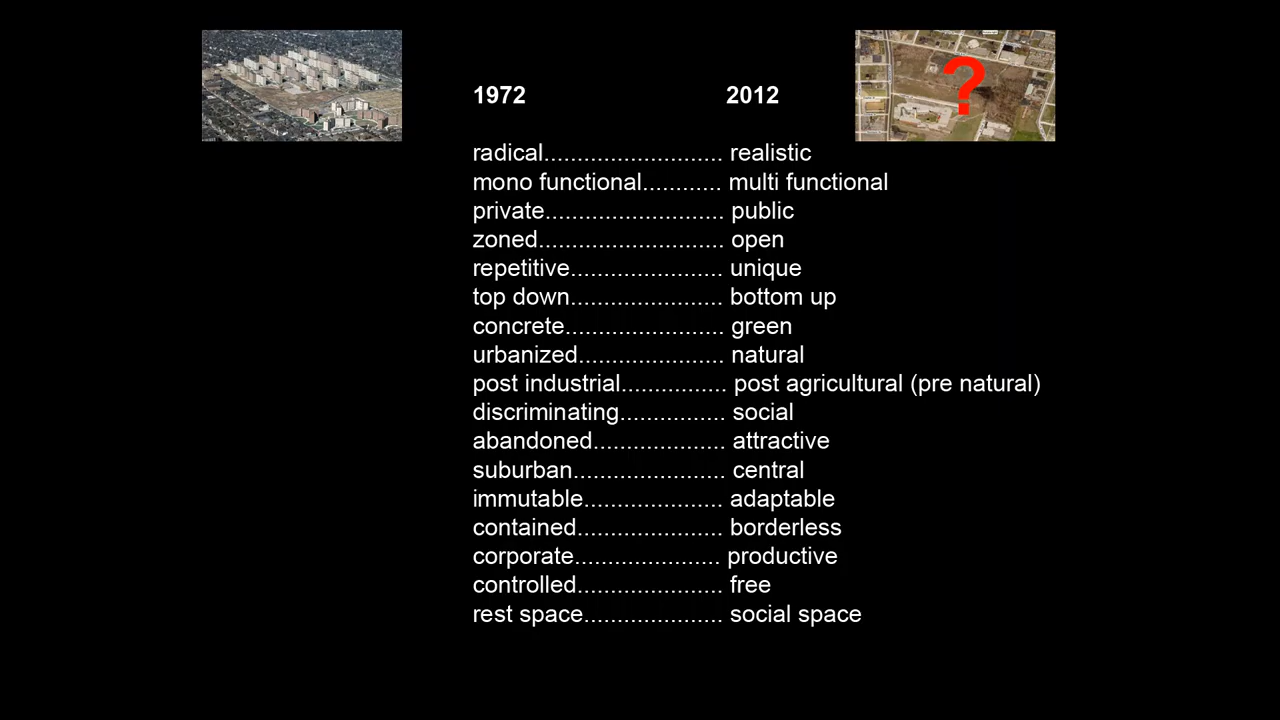 ?
1972 2012
radical........................... realistic
mono functional............ multi functional
private........................... public
zoned............................ open
repetitive....................... unique
top down....................... bottom up
concrete........................ green
urbanized...................... natural
post industrial................ post agricultural (pre natural)
discriminating................ social
abandoned.................... attractive
suburban....................... central
immutable..................... adaptable
contained...................... borderless
corporate...................... productive
controlled...................... free
rest space..................... social space